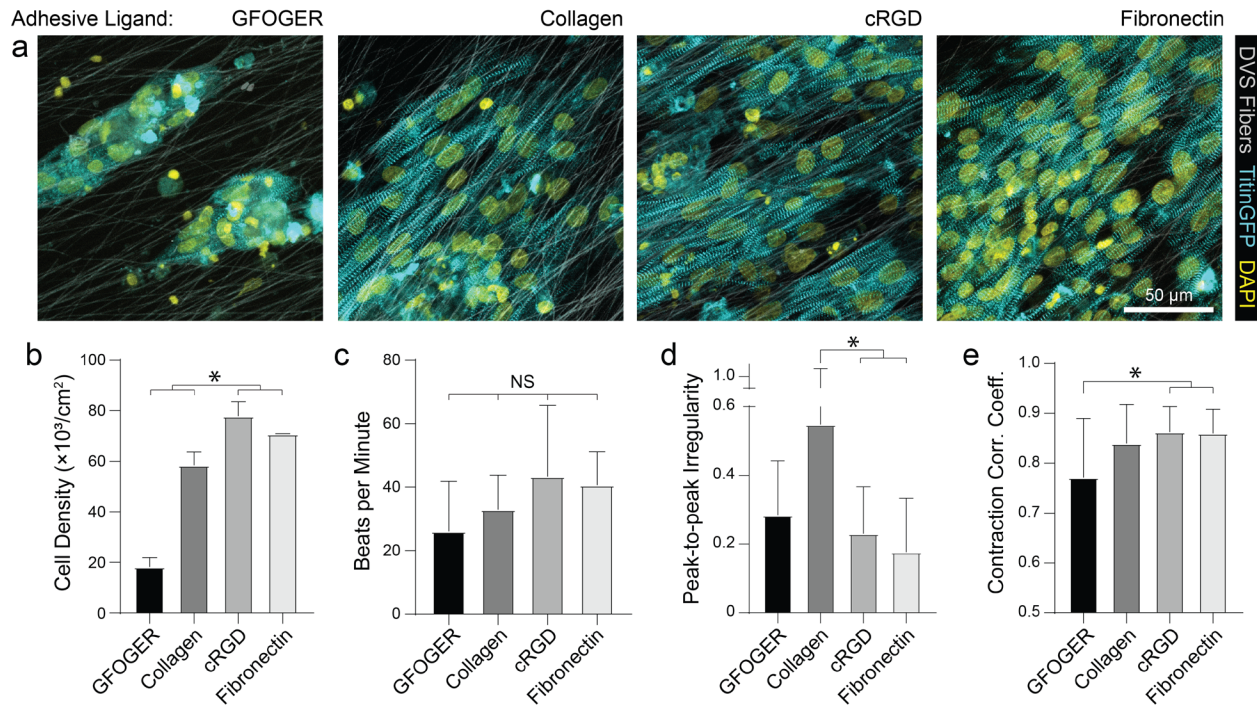 Adhesive Ligand: GFOGER Collagen cRGD Fibronectin
a
DVS Fibers TitinGFP DAPI
50 µm
b
Cell Density (×10³/cm²)
100
80
60
40
20
0
*
GFOGER Collagen cRGD Fibronectin
c
Beats per Minute
80
60
40
20
0
NS
GFOGER Collagen cRGD Fibronectin
d
Peak-to-peak Irregularity
1.0
0.6
0.4
0.2
0
*
GFOGER Collagen cRGD Fibronectin
e
Contraction Corr. Coeff.
1.0
0.9
0.8
0.7
0.6
0.5
*
GFOGER Collagen cRGD Fibronectin